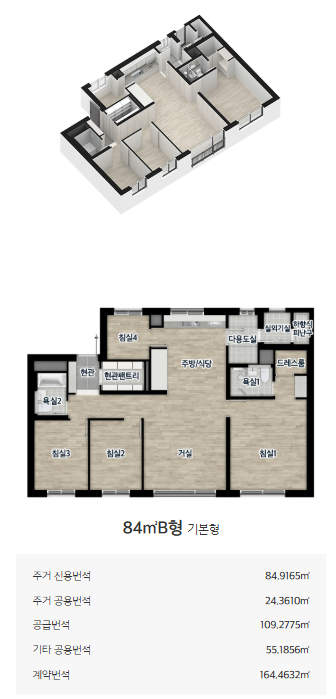 침실4
주방/식당
다용도실
실외기실
하향식
피난구
현관
현관팬트리
욕실2
욕실1
드레스룸
침실3
침실2
거실
침실1
84㎡B형 기본형
주거 전용면적 84.9165㎡
주거 공용면적 24.3610㎡
공급면적 109.2775㎡
기타 공용면적 55.1856㎡
계약면적 164.4632㎡